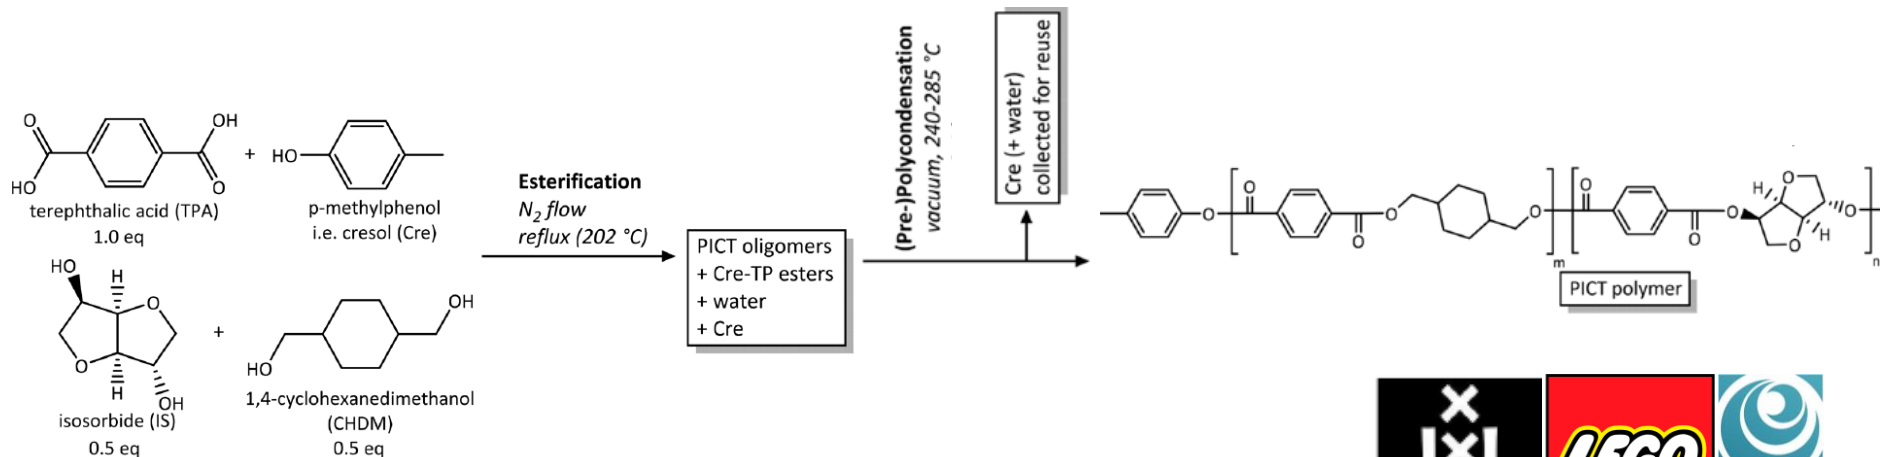 O
OH
HO
O
+
HO
terephthalic acid (TPA)
1.0 eq
p-methylphenol
i.e. cresol (Cre)
HO
H
O
O
H
OH
isosorbide (IS)
0.5 eq
+
OH
HO
1,4-cyclohexanedimethanol
(CHDM)
0.5 eq
Esterification
N2 flow
reflux (202 °C)
PICT oligomers
+ Cre-TP esters
+ water
+ Cre
(Pre-)Polycondensation
vacuum, 240-285 °C
Cre (+ water)
collected for reuse
O
O
O
O
O
m
O
O
O
H
O
O
H
O
n
PICT polymer
LEGO